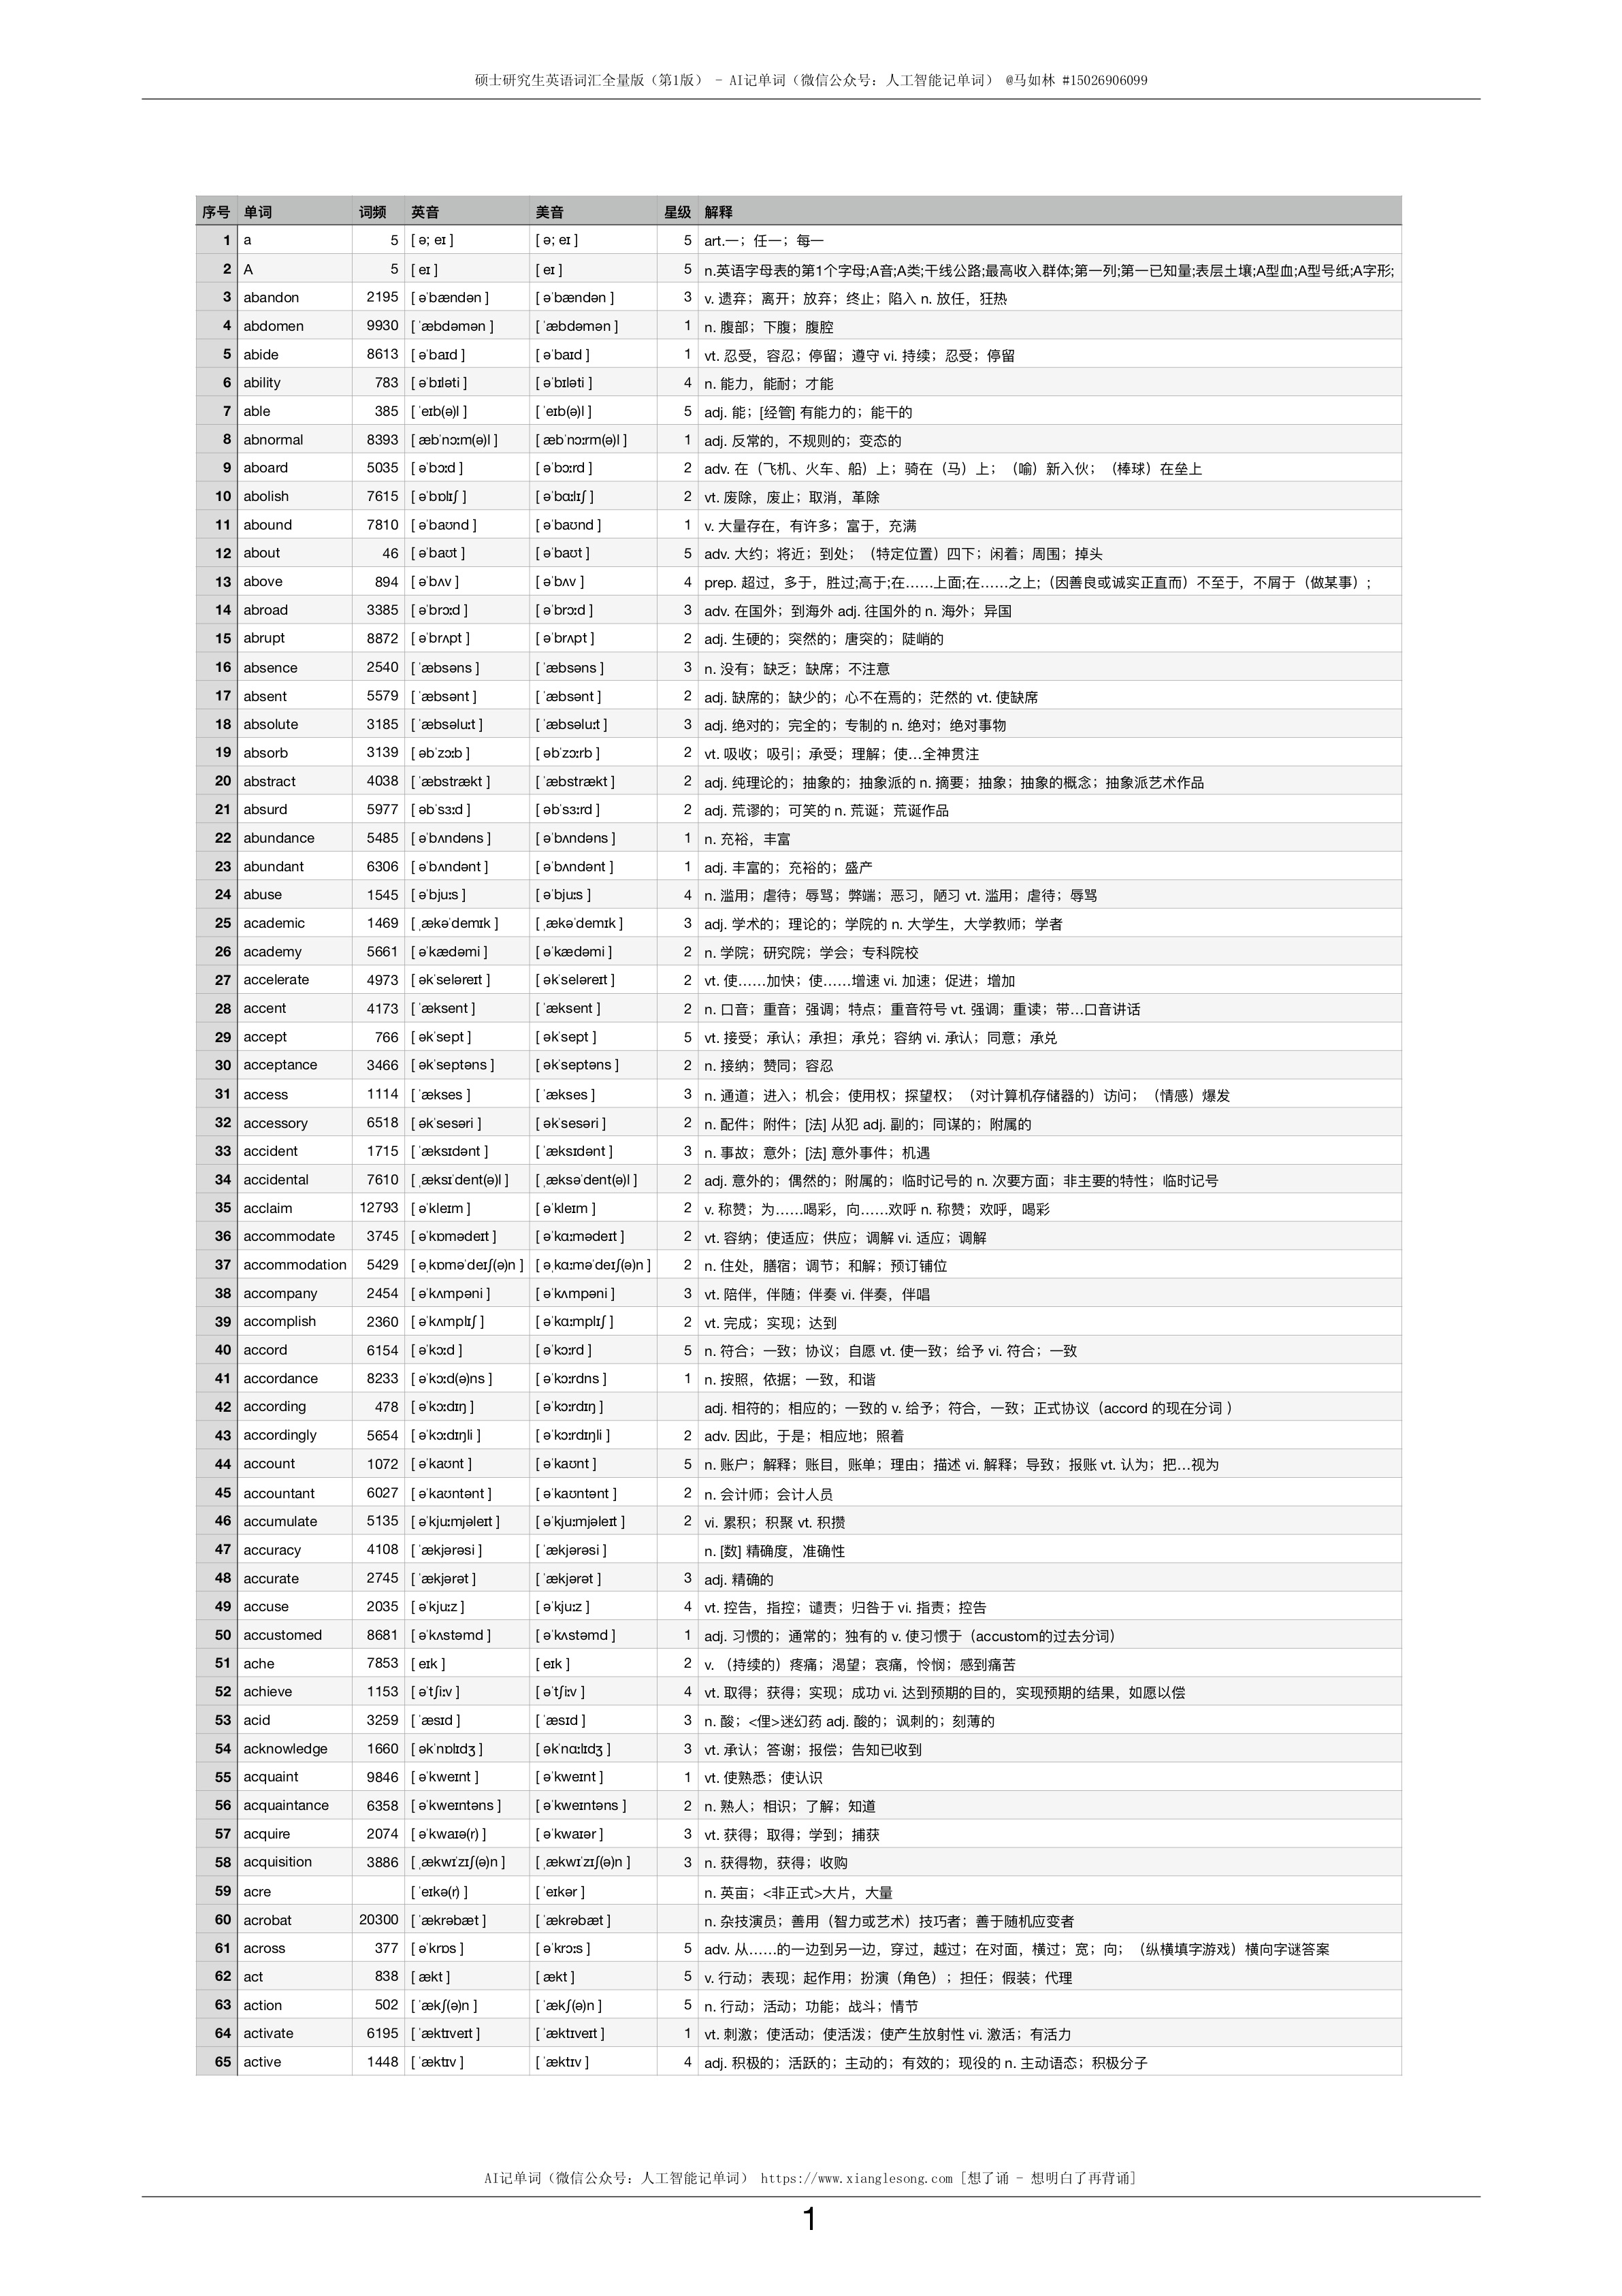 硕士研究生英语词汇全量版（第1版） - AI记单词（微信公众号：人工智能记单词） @马如林 #15026906099
序号 单词 词频 英音 美音 星级 解释
1 a 5 [ ə; eɪ ] [ ə; eɪ ] 5 art.一；任一；每一
2 A 5 [ eɪ ] [ eɪ ] 5 n.英语字母表的第1个字母;A音;A类;干线公路;最高收入群体;第一列;第一已知量;表层土壤;A型血;A型号纸;A字形;
3 abandon 2195 [ əˈbændən ] [ əˈbændən ] 3 v. 遗弃；离开；放弃；终止；陷入 n. 放任，狂热
4 abdomen 9930 [ ˈæbdəmən ] [ ˈæbdəmən ] 1 n. 腹部；下腹；腹腔
5 abide 8613 [ əˈbaɪd ] [ əˈbaɪd ] 1 vt. 忍受，容忍；停留；遵守 vi. 持续；忍受；停留
6 ability 783 [ əˈbɪləti ] [ əˈbɪləti ] 4 n. 能力，能耐；才能
7 able 385 [ ˈeɪb(ə)l ] [ ˈeɪb(ə)l ] 5 adj. 能；[经管] 有能力的；能干的
8 abnormal 8393 [ æbˈnɔːm(ə)l ] [ æbˈnɔːrm(ə)l ] 1 adj. 反常的，不规则的；变态的
9 aboard 5035 [ əˈbɔːd ] [ əˈbɔːrd ] 2 adv. 在（飞机、火车、船）上；骑在（马）上；（喻）新入伙；（棒球）在垒上
10 abolish 7615 [ əˈbɒlɪʃ ] [ əˈbɑːlɪʃ ] 2 vt. 废除，废止；取消，革除
11 abound 7810 [ əˈbaʊnd ] [ əˈbaʊnd ] 1 v. 大量存在，有许多；富于，充满
12 about 46 [ əˈbaʊt ] [ əˈbaʊt ] 5 adv. 大约；将近；到处；（特定位置）四下；闲着；周围；掉头
13 above 894 [ əˈbʌv ] [ əˈbʌv ] 4 prep. 超过，多于，胜过;高于;在……上面;在……之上;（因善良或诚实正直而）不至于，不屑于（做某事）;
14 abroad 3385 [ əˈbrɔːd ] [ əˈbrɔːd ] 3 adv. 在国外；到海外 adj. 往国外的 n. 海外；异国
15 abrupt 8872 [ əˈbrʌpt ] [ əˈbrʌpt ] 2 adj. 生硬的；突然的；唐突的；陡峭的
16 absence 2540 [ ˈæbsəns ] [ ˈæbsəns ] 3 n. 没有；缺乏；缺席；不注意
17 absent 5579 [ ˈæbsənt ] [ ˈæbsənt ] 2 adj. 缺席的；缺少的；心不在焉的；茫然的 vt. 使缺席
18 absolute 3185 [ ˈæbsəluːt ] [ ˈæbsəluːt ] 3 adj. 绝对的；完全的；专制的 n. 绝对；绝对事物
19 absorb 3139 [ əbˈzɔːb ] [ əbˈzɔːrb ] 2 vt. 吸收；吸引；承受；理解；使…全神贯注
20 abstract 4038 [ ˈæbstrækt ] [ ˈæbstrækt ] 2 adj. 纯理论的；抽象的；抽象派的 n. 摘要；抽象；抽象的概念；抽象派艺术作品
21 absurd 5977 [ əbˈsɜːd ] [ əbˈsɜːrd ] 2 adj. 荒谬的；可笑的 n. 荒诞；荒诞作品
22 abundance 5485 [ əˈbʌndəns ] [ əˈbʌndəns ] 1 n. 充裕，丰富
23 abundant 6306 [ əˈbʌndənt ] [ əˈbʌndənt ] 1 adj. 丰富的；充裕的；盛产
24 abuse 1545 [ əˈbjuːs ] [ əˈbjuːs ] 4 n. 滥用；虐待；辱骂；弊端；恶习，陋习 vt. 滥用；虐待；辱骂
25 academic 1469 [ ˌækəˈdemɪk ] [ ˌækəˈdemɪk ] 3 adj. 学术的；理论的；学院的 n. 大学生，大学教师；学者
26 academy 5661 [ əˈkædəmi ] [ əˈkædəmi ] 2 n. 学院；研究院；学会；专科院校
27 accelerate 4973 [ əkˈseləreɪt ] [ əkˈseləreɪt ] 2 vt. 使……加快；使……增速 vi. 加速；促进；增加
28 accent 4173 [ ˈæksent ] [ ˈæksent ] 2 n. 口音；重音；强调；特点；重音符号 vt. 强调；重读；带…口音讲话
29 accept 766 [ əkˈsept ] [ əkˈsept ] 5 vt. 接受；承认；承担；承兑；容纳 vi. 承认；同意；承兑
30 acceptance 3466 [ əkˈseptəns ] [ əkˈseptəns ] 2 n. 接纳；赞同；容忍
31 access 1114 [ ˈækses ] [ ˈækses ] 3 n. 通道；进入；机会；使用权；探望权；（对计算机存储器的）访问；（情感）爆发
32 accessory 6518 [ əkˈsesəri ] [ əkˈsesəri ] 2 n. 配件；附件；[法] 从犯 adj. 副的；同谋的；附属的
33 accident 1715 [ ˈæksɪdənt ] [ ˈæksɪdənt ] 3 n. 事故；意外；[法] 意外事件；机遇
34 accidental 7610 [ ˌæksɪˈdent(ə)l ] [ ˌæksəˈdent(ə)l ] 2 adj. 意外的；偶然的；附属的；临时记号的 n. 次要方面；非主要的特性；临时记号
35 acclaim 12793 [ əˈkleɪm ] [ əˈkleɪm ] 2 v. 称赞；为……喝彩，向……欢呼 n. 称赞；欢呼，喝彩
36 accommodate 3745 [ əˈkɒmədeɪt ] [ əˈkɑːmədeɪt ] 2 vt. 容纳；使适应；供应；调解 vi. 适应；调解
37 accommodation 5429 [ əˌkɒməˈdeɪʃ(ə)n ] [ əˌkɑːməˈdeɪʃ(ə)n ] 2 n. 住处，膳宿；调节；和解；预订铺位
38 accompany 2454 [ əˈkʌmpəni ] [ əˈkʌmpəni ] 3 vt. 陪伴，伴随；伴奏 vi. 伴奏，伴唱
39 accomplish 2360 [ əˈkʌmplɪʃ ] [ əˈkɑːmplɪʃ ] 2 vt. 完成；实现；达到
40 accord 6154 [ əˈkɔːd ] [ əˈkɔːrd ] 5 n. 符合；一致；协议；自愿 vt. 使一致；给予 vi. 符合；一致
41 accordance 8233 [ əˈkɔːd(ə)ns ] [ əˈkɔːrdns ] 1 n. 按照，依据；一致，和谐
42 according 478 [ əˈkɔːdɪŋ ] [ əˈkɔːrdɪŋ ] adj. 相符的；相应的；一致的 v. 给予；符合，一致；正式协议（accord 的现在分词 ）
43 accordingly 5654 [ əˈkɔːdɪŋli ] [ əˈkɔːrdɪŋli ] 2 adv. 因此，于是；相应地；照着
44 account 1072 [ əˈkaʊnt ] [ əˈkaʊnt ] 5 n. 账户；解释；账目，账单；理由；描述 vi. 解释；导致；报账 vt. 认为；把…视为
45 accountant 6027 [ əˈkaʊntənt ] [ əˈkaʊntənt ] 2 n. 会计师；会计人员
46 accumulate 5135 [ əˈkjuːmjəleɪt ] [ əˈkjuːmjəleɪt ] 2 vi. 累积；积聚 vt. 积攒
47 accuracy 4108 [ ˈækjərəsi ] [ ˈækjərəsi ] n. [数] 精确度，准确性
48 accurate 2745 [ ˈækjərət ] [ ˈækjərət ] 3 adj. 精确的
49 accuse 2035 [ əˈkjuːz ] [ əˈkjuːz ] 4 vt. 控告，指控；谴责；归咎于 vi. 指责；控告
50 accustomed 8681 [ əˈkʌstəmd ] [ əˈkʌstəmd ] 1 adj. 习惯的；通常的；独有的 v. 使习惯于（accustom的过去分词）
51 ache 7853 [ eɪk ] [ eɪk ] 2 v. （持续的）疼痛；渴望；哀痛，怜悯；感到痛苦
52 achieve 1153 [ əˈtʃiːv ] [ əˈtʃiːv ] 4 vt. 取得；获得；实现；成功 vi. 达到预期的目的，实现预期的结果，如愿以偿
53 acid 3259 [ ˈæsɪd ] [ ˈæsɪd ] 3 n. 酸；<俚>迷幻药 adj. 酸的；讽刺的；刻薄的
54 acknowledge 1660 [ əkˈnɒlɪdʒ ] [ əkˈnɑːlɪdʒ ] 3 vt. 承认；答谢；报偿；告知已收到
55 acquaint 9846 [ əˈkweɪnt ] [ əˈkweɪnt ] 1 vt. 使熟悉；使认识
56 acquaintance 6358 [ əˈkweɪntəns ] [ əˈkweɪntəns ] 2 n. 熟人；相识；了解；知道
57 acquire 2074 [ əˈkwaɪə(r) ] [ əˈkwaɪər ] 3 vt. 获得；取得；学到；捕获
58 acquisition 3886 [ ˌækwɪˈzɪʃ(ə)n ] [ ˌækwɪˈzɪʃ(ə)n ] 3 n. 获得物，获得；收购
59 acre [ ˈeɪkə(r) ] [ ˈeɪkər ] n. 英亩；<非正式>大片，大量
60 acrobat 20300 [ ˈækrəbæt ] [ ˈækrəbæt ] n. 杂技演员；善用（智力或艺术）技巧者；善于随机应变者
61 across 377 [ əˈkrɒs ] [ əˈkrɔːs ] 5 adv. 从……的一边到另一边，穿过，越过；在对面，横过；宽；向；（纵横填字游戏）横向字谜答案
62 act 838 [ ækt ] [ ækt ] 5 v. 行动；表现；起作用；扮演（角色）；担任；假装；代理
63 action 502 [ ˈækʃ(ə)n ] [ ˈækʃ(ə)n ] 5 n. 行动；活动；功能；战斗；情节
64 activate 6195 [ ˈæktɪveɪt ] [ ˈæktɪveɪt ] 1 vt. 刺激；使活动；使活泼；使产生放射性 vi. 激活；有活力
65 active 1448 [ ˈæktɪv ] [ ˈæktɪv ] 4 adj. 积极的；活跃的；主动的；有效的；现役的 n. 主动语态；积极分子
AI记单词（微信公众号：人工智能记单词） https://www.xianglesong.com [想了诵 - 想明白了再背诵]
1